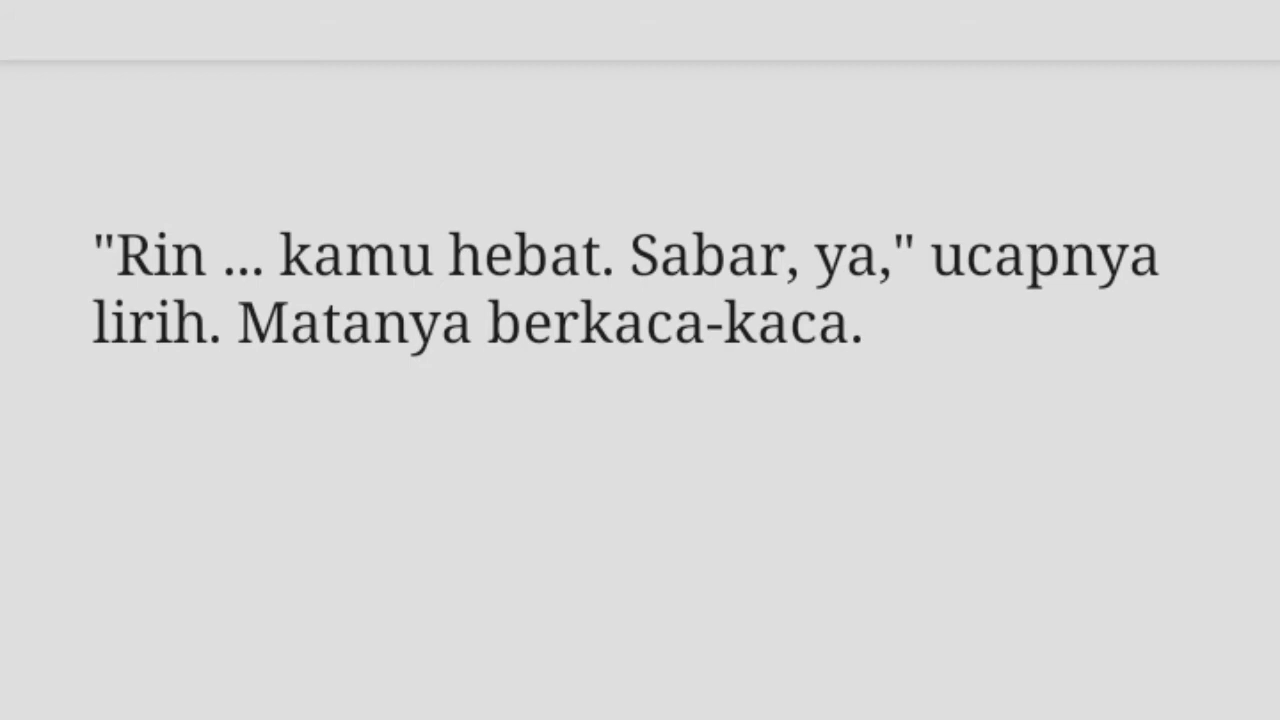 "Rin ... kamu hebat. Sabar, ya," ucapnya
lirih. Matanya berkaca-kaca.